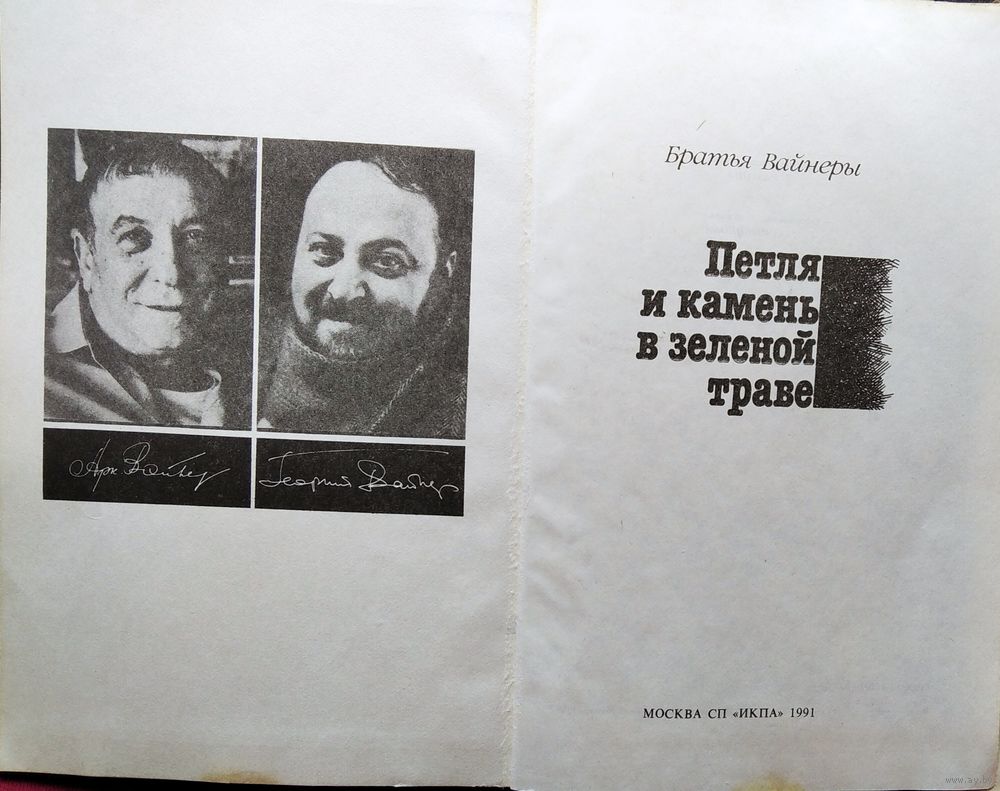 Арк Вайнер
Георгий Вайнер
Братья Вайнеры
Петля
и камень
в зеленой
траве
МОСКВА СП «ИКПА» 1991